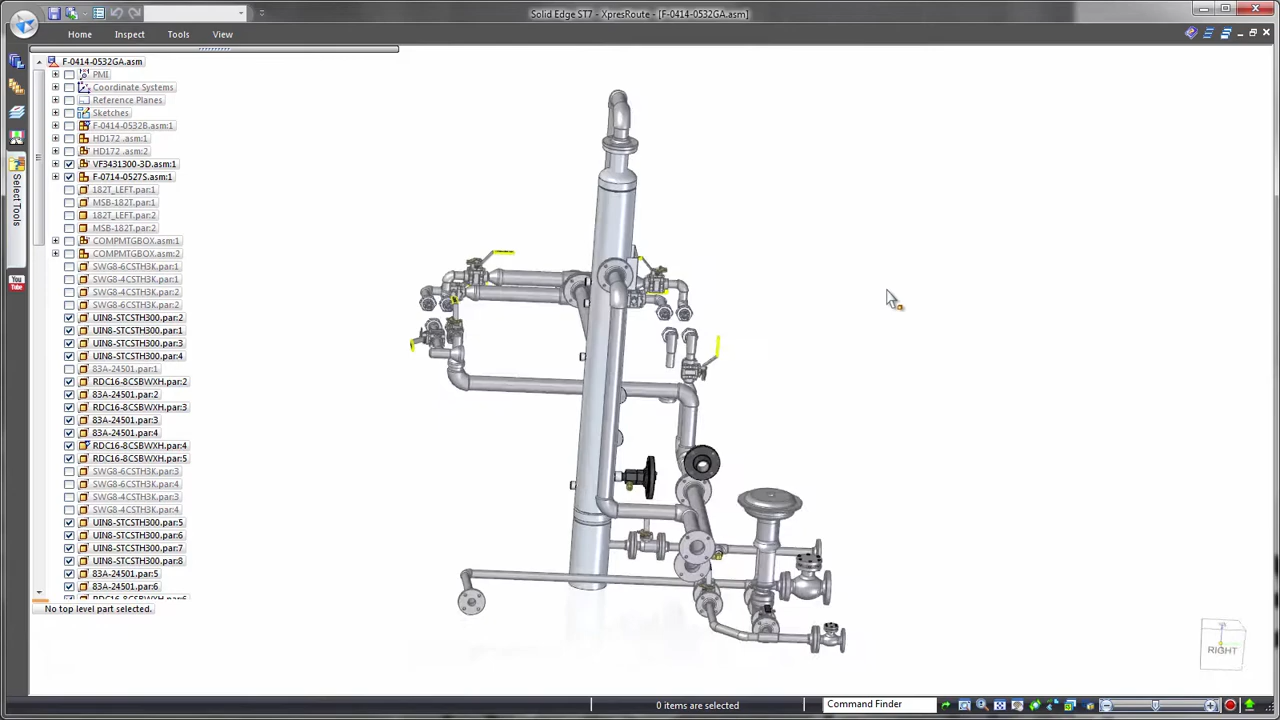 Solid Edge ST7 - XpresRoute - [F-0414-0532GA.asm]
Home Inspect Tools View
F-0414-0532GA.asm
PMI
Coordinate Systems
Reference Planes
Sketches
F-0414-0532B.asm:1
HD172 .asm:1
HD172 .asm:2
VF3431300-3D.asm:1
F-0714-0527S.asm:1
182T_LEFT.par:1
MSB-182T.par:1
182T_LEFT.par:2
MSB-182T.par:2
COMPMTGBOX.asm:1
COMPMTGBOX.asm:2
SWG8-6CSTH3K.par:1
SWG8-4CSTH3K.par:1
SWG8-4CSTH3K.par:2
SWG8-6CSTH3K.par:2
UIN8-STCSTH300.par:2
UIN8-STCSTH300.par:1
UIN8-STCSTH300.par:3
UIN8-STCSTH300.par:4
83A-24501.par:1
RDC16-8CSBWXH.par:2
83A-24501.par:2
RDC16-8CSBWXH.par:3
83A-24501.par:3
83A-24501.par:4
RDC16-8CSBWXH.par:4
RDC16-8CSBWXH.par:5
SWG8-6CSTH3K.par:3
SWG8-6CSTH3K.par:4
SWG8-4CSTH3K.par:3
SWG8-4CSTH3K.par:4
UIN8-STCSTH300.par:5
UIN8-STCSTH300.par:6
UIN8-STCSTH300.par:7
UIN8-STCSTH300.par:8
83A-24501.par:5
83A-24501.par:6
RDC16-8CSBWXH.par:6
Select Tools
You Tube
No top level part selected.
RIGHT
0 items are selected
Command Finder